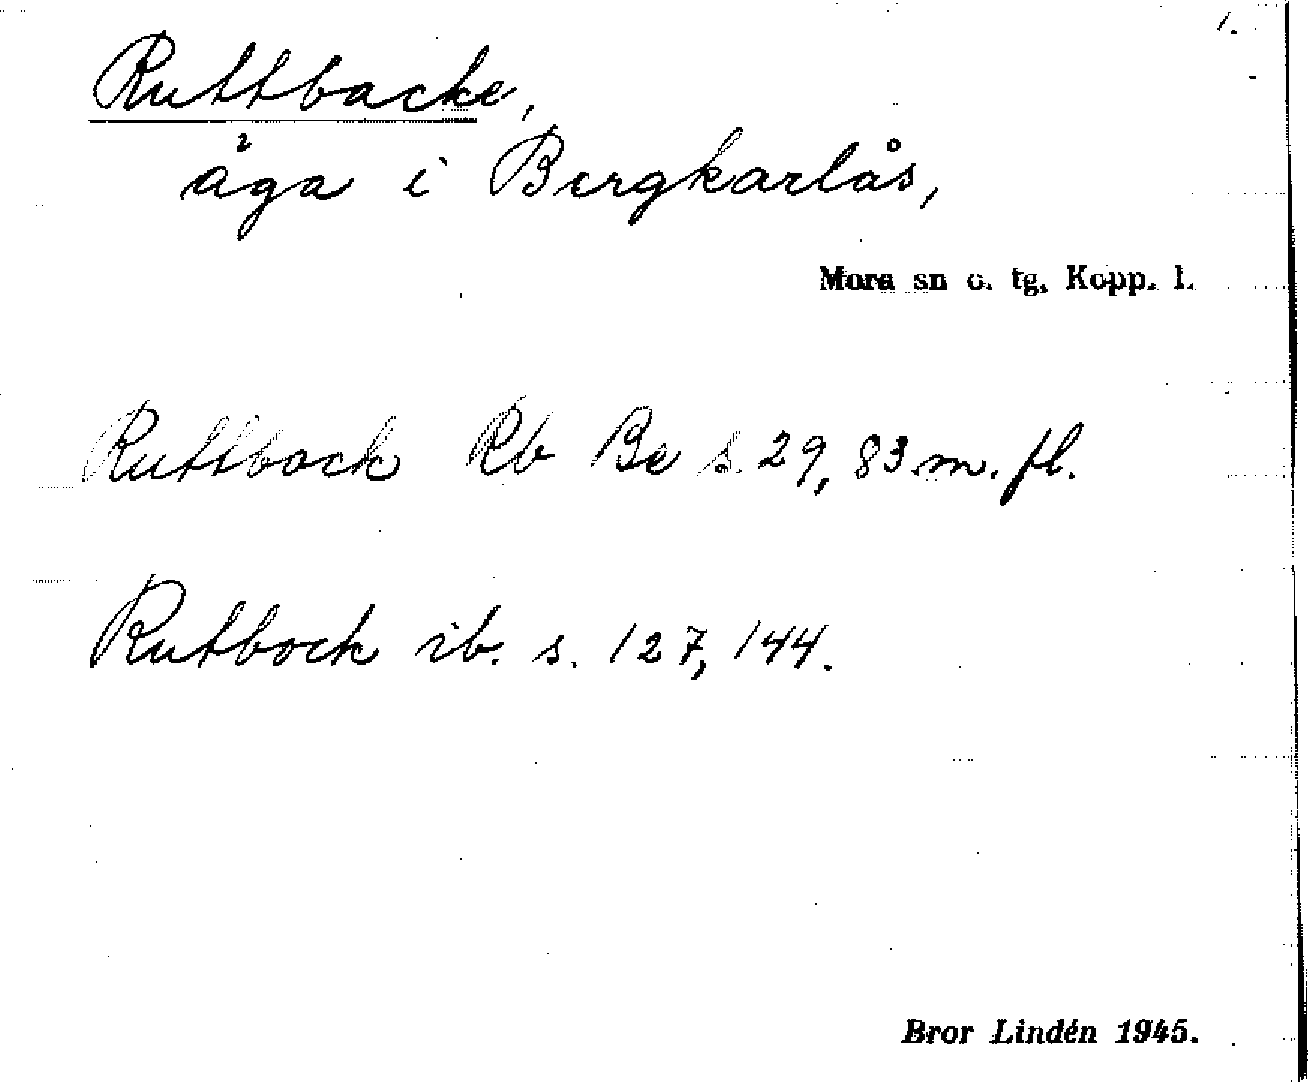 1.
Ruttbacke,
åga i Bergkarlås,
Mora sn o. tg. Kopp. l.
Ruttbock Rb Be s. 29, 83 m. fl.
Rutbock ib. s. 127, 144.
Bror Lindén 1945.